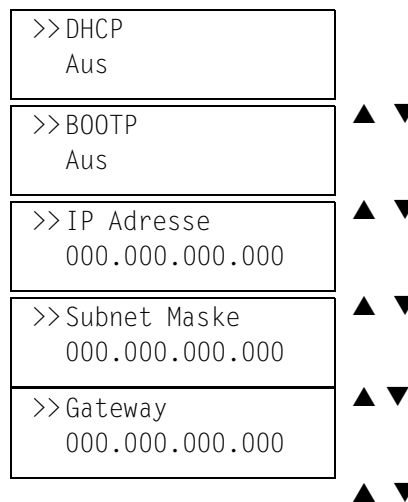 >>DHCP
Aus
>>BOOTP
Aus
▲ ▼
>>IP Adresse
000.000.000.000
▲ ▼
>>Subnet Maske
000.000.000.000
▲ ▼
>>Gateway
000.000.000.000
▲ ▼
▲ ▼